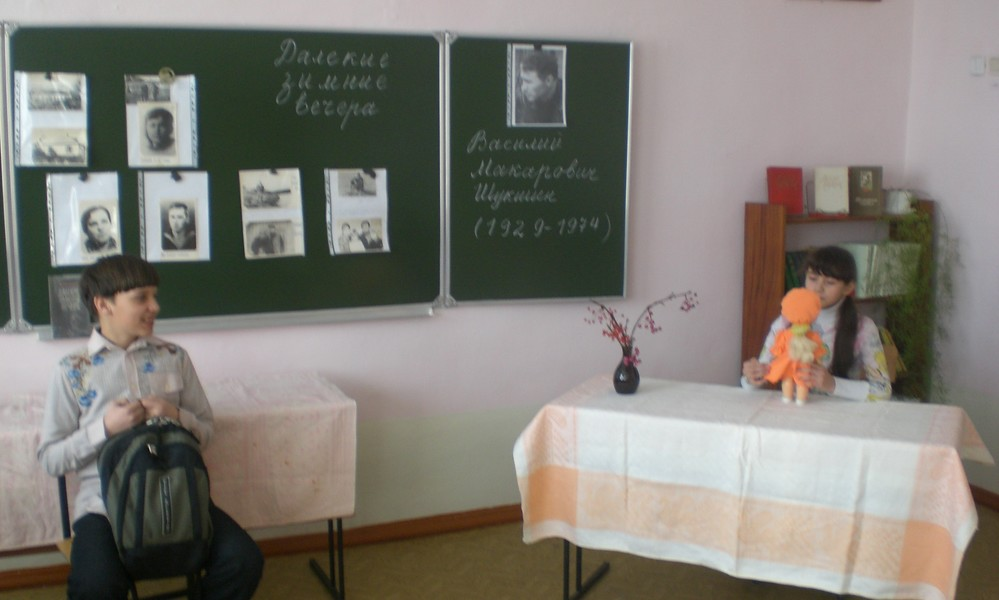 Далекие
зимние
вечера
Василий
Макарович
Шукшин
(1929-1974)